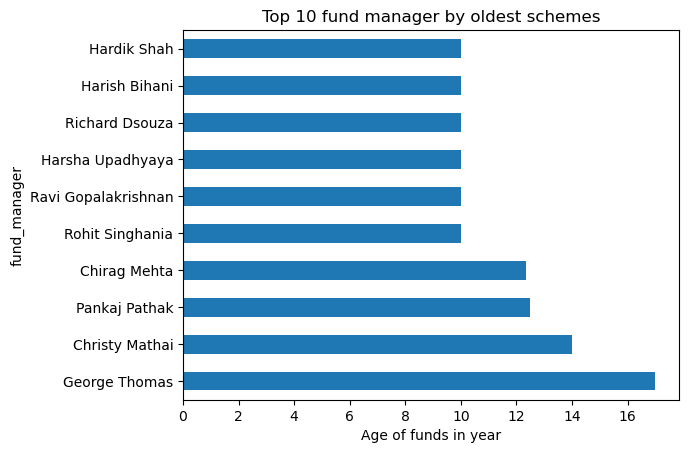 Top 10 fund manager by oldest schemes
fund_manager
Hardik Shah
Harish Bihani
Richard Dsouza
Harsha Upadhyaya
Ravi Gopalakrishnan
Rohit Singhania
Chirag Mehta
Pankaj Pathak
Christy Mathai
George Thomas
0 2 4 6 8 10 12 14 16
Age of funds in year